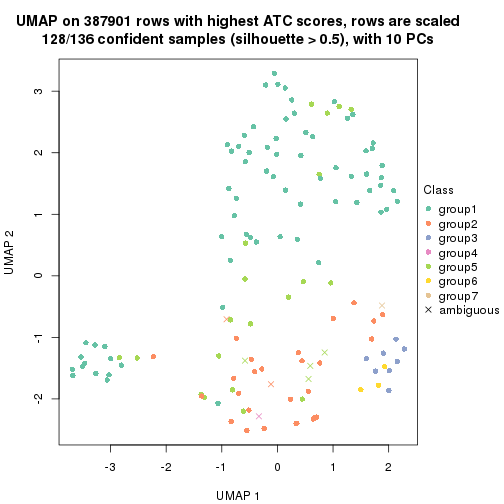 UMAP on 387901 rows with highest ATC scores, rows are scaled
128/136 confident samples (silhouette > 0.5), with 10 PCs
3
2
1
0
-1
-2
UMAP 2
-3
-2
-1
0
1
2
UMAP 1
Class
group1
group2
group3
group4
group5
group6
group7
ambiguous